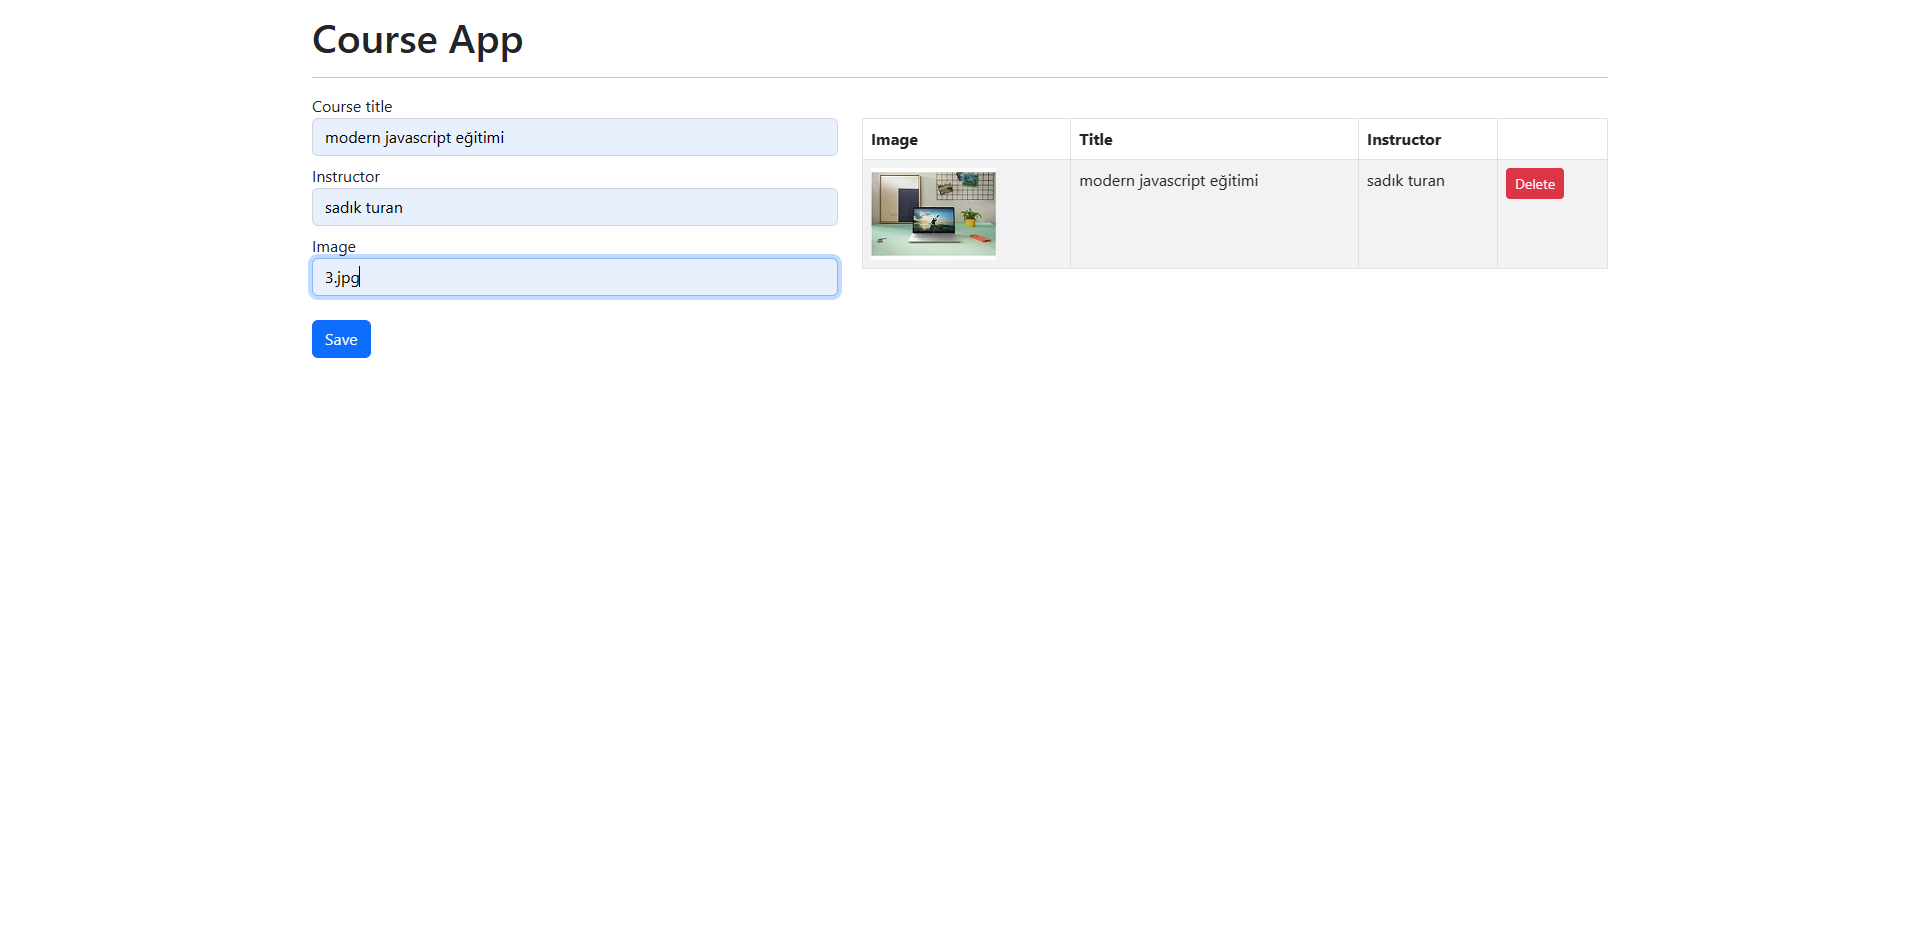 Course App
Course title
modern javascript eğitimi
Instructor
sadık turan
Image
3.jpg
Save
Image Title Instructor
modern javascript eğitimi sadık turan Delete